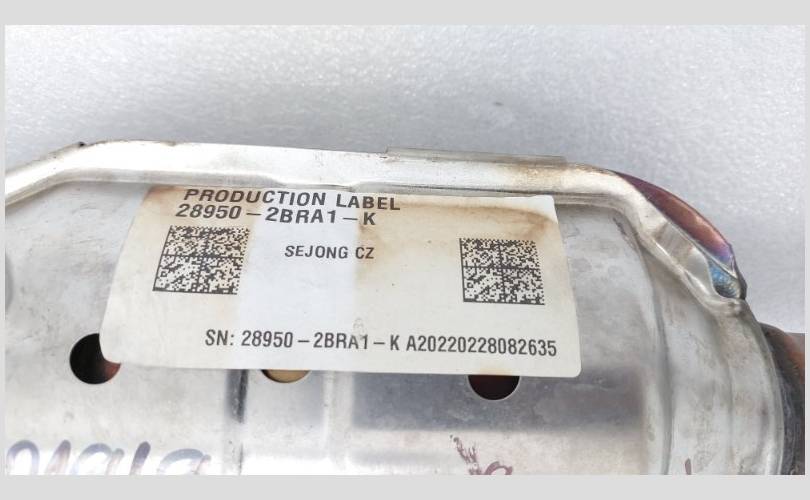 PRODUCTION LABEL
28950-2BRA1-K
SEJONG CZ
SN: 28950-2BRA1-K A20220228082635